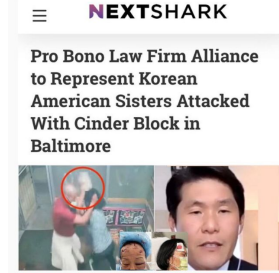 NEXTSHARK
Pro Bono Law Firm Alliance
to Represent Korean
American Sisters Attacked
With Cinder Block in
Baltimore